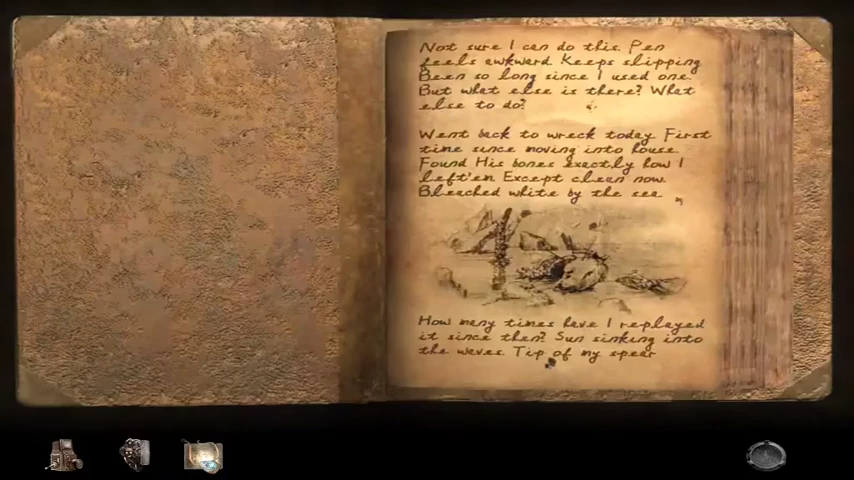 Not sure I can do this. Pen
feels awkward. Keeps slipping.
Been so long since I used one.
But what else is there? What
else to do?
Went back to wreck today. First
time since moving into house.
Found His bones exactly how I
left'em. Except clean now.
Bleached white by the sea.
How many times have I replayed
it since then? Sun sinking into
the waves. Tip of my spear